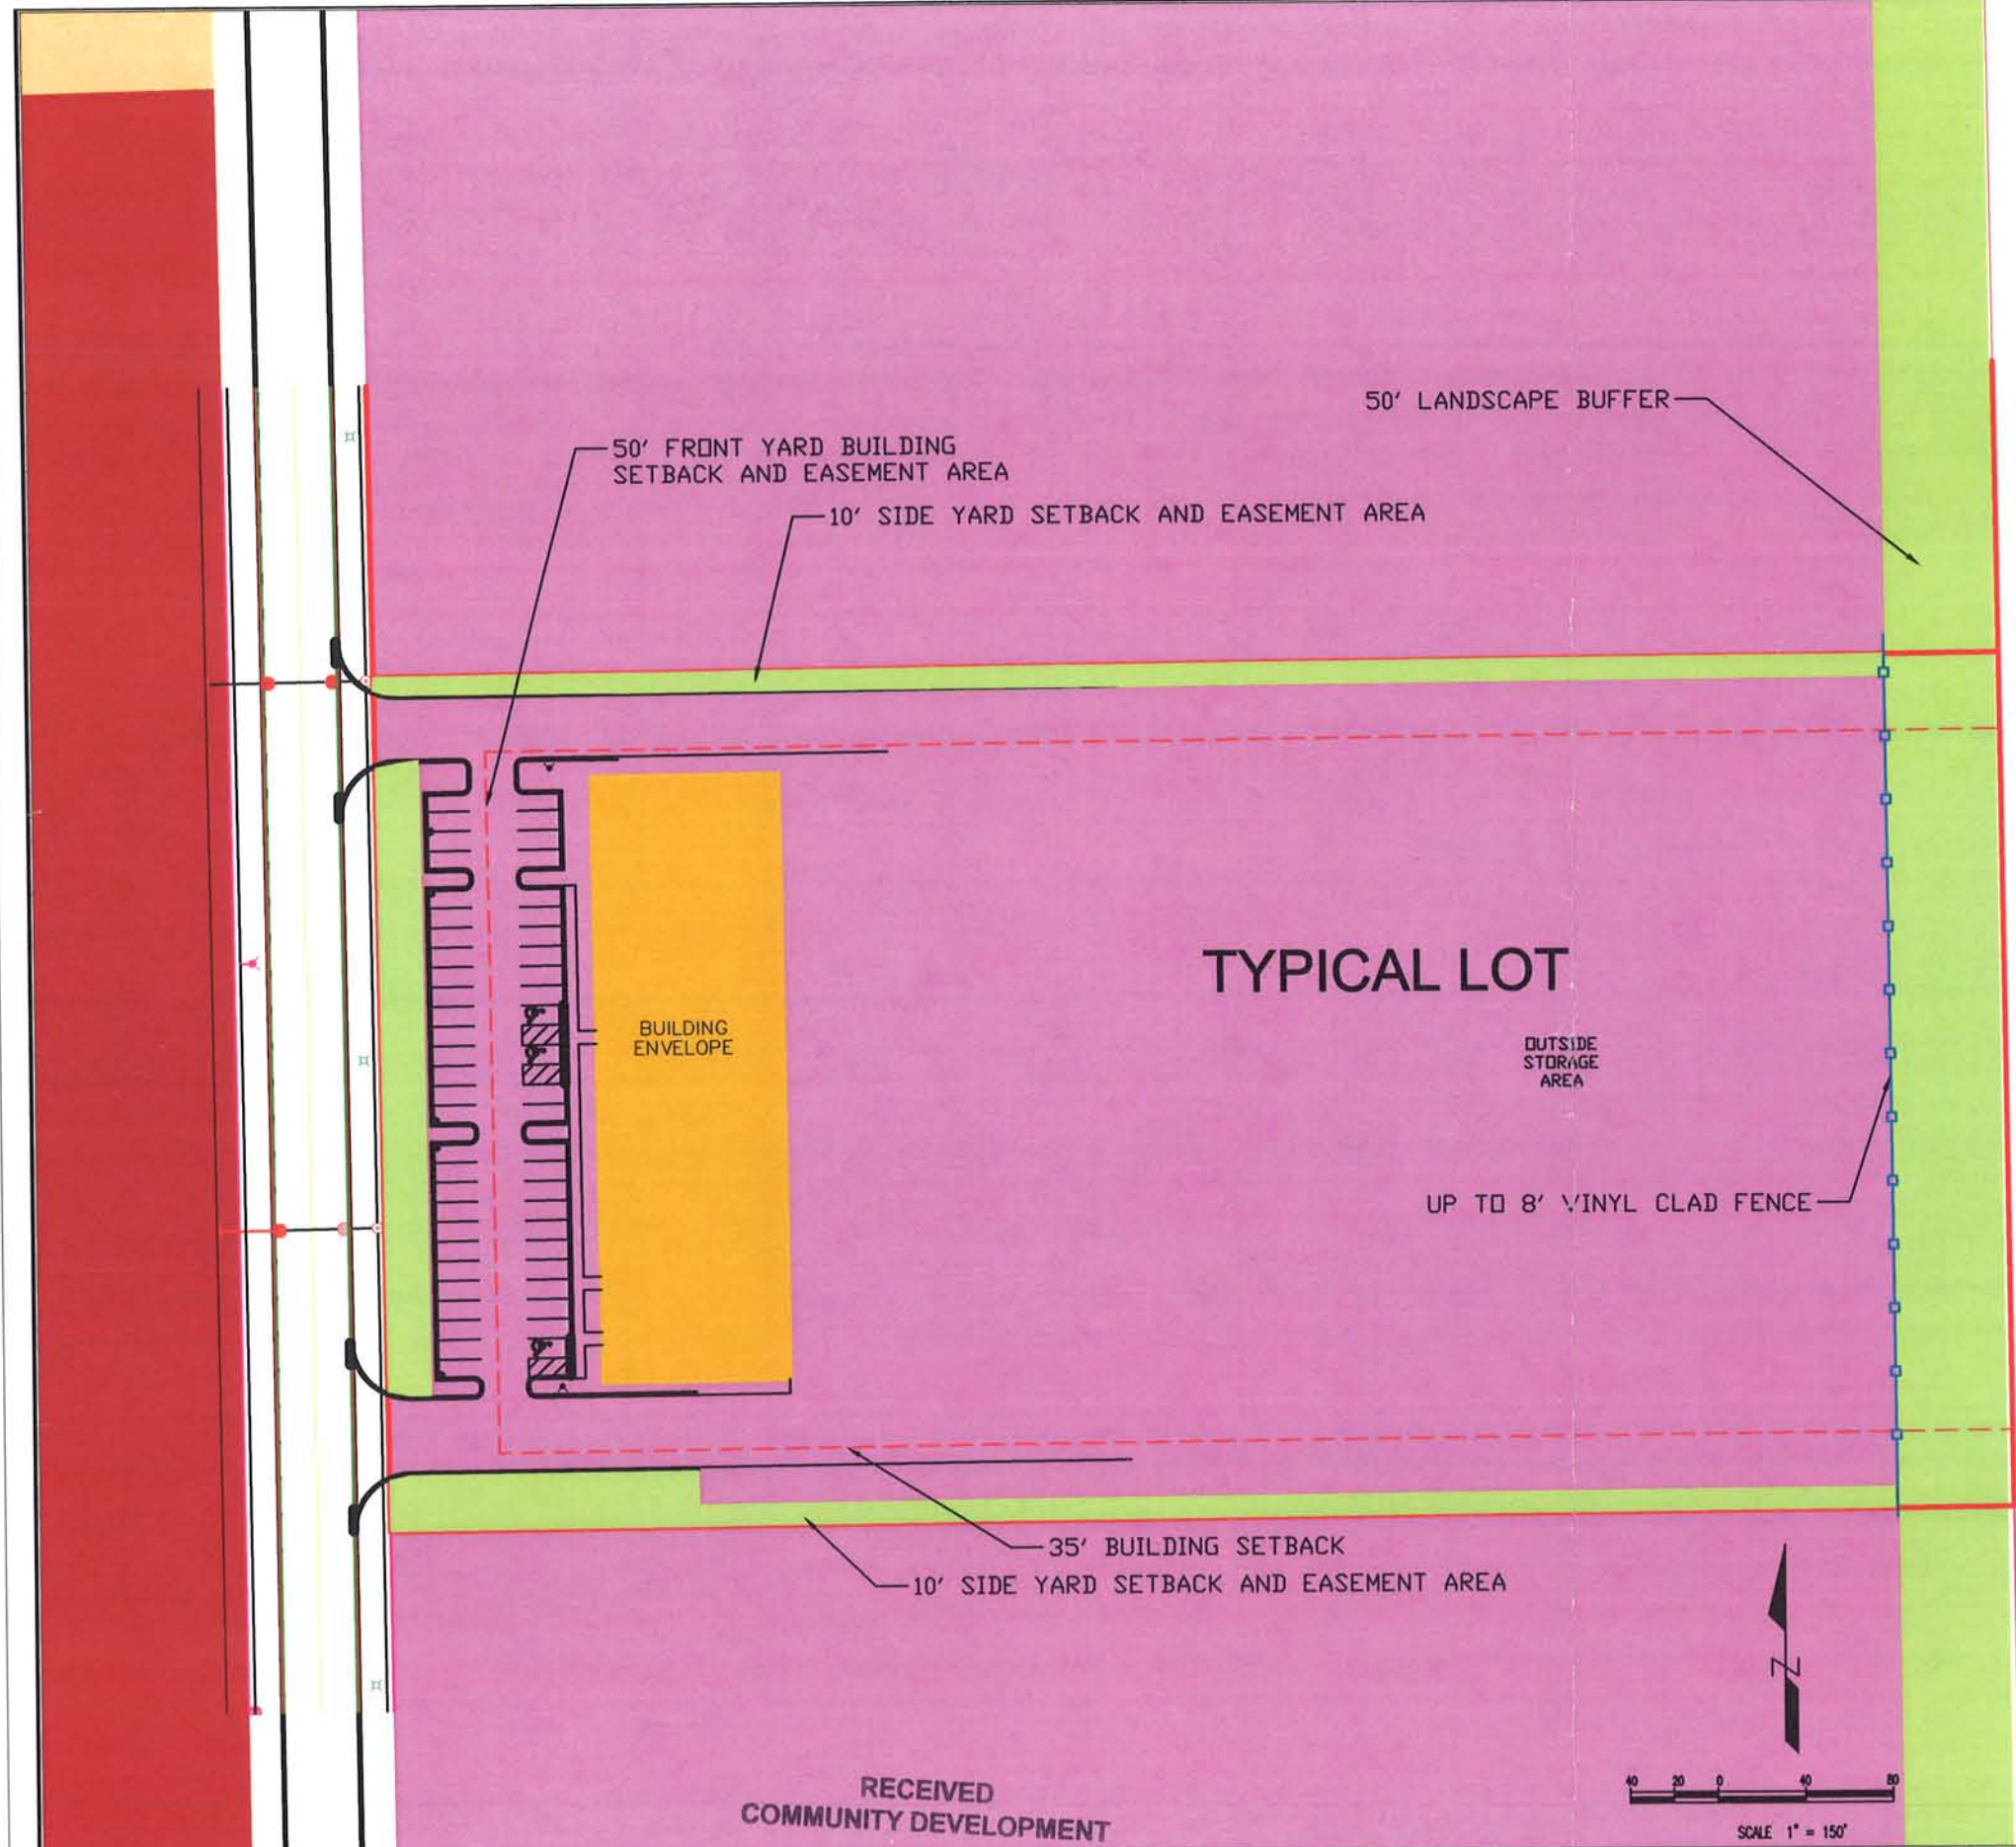 50' LANDSCAPE BUFFER
50' FRONT YARD BUILDING
SETBACK AND EASEMENT AREA
10' SIDE YARD SETBACK AND EASEMENT AREA
TYPICAL LOT
BUILDING
ENVELOPE
OUTSIDE
STORAGE
AREA
UP TO 8' VINYL CLAD FENCE
35' BUILDING SETBACK
10' SIDE YARD SETBACK AND EASEMENT AREA
N
40 20 0 40 80
SCALE 1" = 150'
RECEIVED
COMMUNITY DEVELOPMENT